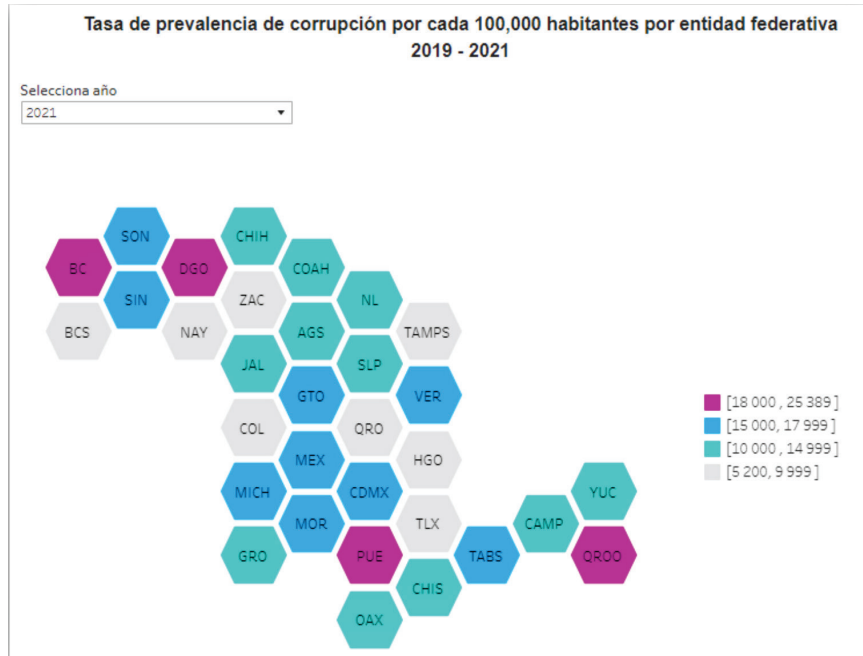 Tasa de prevalencia de corrupción por cada 100,000 habitantes por entidad federativa
2019 - 2021
Selecciona año
2021
SON
CHIH
BC
DGO
COAH
SIN
ZAC
NL
BCS
NAY
AGS
TAMPS
JAL
SLP
GTO
VER
[18 000 , 25 389 ]
[15 000, 17 999 ]
COL
QRO
[10 000 , 14 999 ]
MEX
HGO
[5 200, 9 999 ]
MICH
CDMX
YUC
MOR
TLX
CAMP
GRO
PUE
TABS
QROO
CHIS
OAX